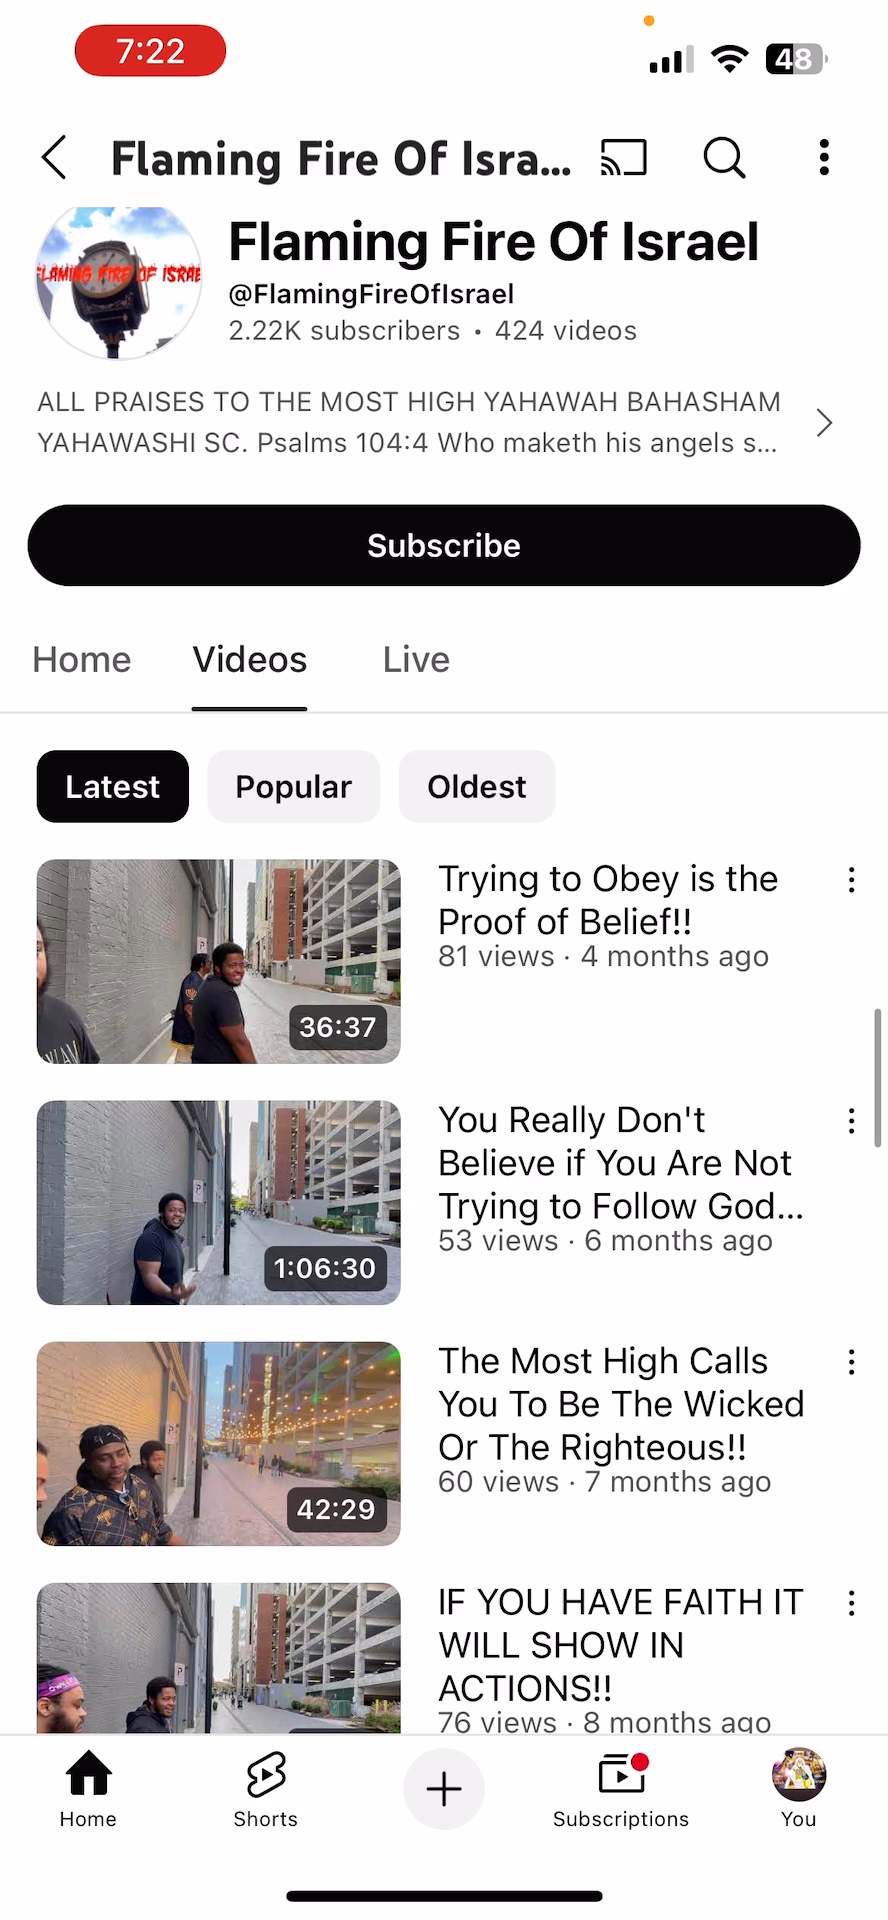 7:22
48
Flaming Fire Of Isra...
FLAMING FIRE OF ISRAE
Flaming Fire Of Israel
@FlamingFireOfIsrael
2.22K subscribers • 424 videos
ALL PRAISES TO THE MOST HIGH YAHAWAH BAHASHAM
YAHAWASHI SC. Psalms 104:4 Who maketh his angels s...
Subscribe
Home Videos Live
Latest Popular Oldest
36:37
Trying to Obey is the
Proof of Belief!!
81 views · 4 months ago
1:06:30
You Really Don't
Believe if You Are Not
Trying to Follow God...
53 views · 6 months ago
42:29
The Most High Calls
You To Be The Wicked
Or The Righteous!!
60 views · 7 months ago
IF YOU HAVE FAITH IT
WILL SHOW IN
ACTIONS!!
76 views · 8 months ago
Home Shorts Subscriptions You